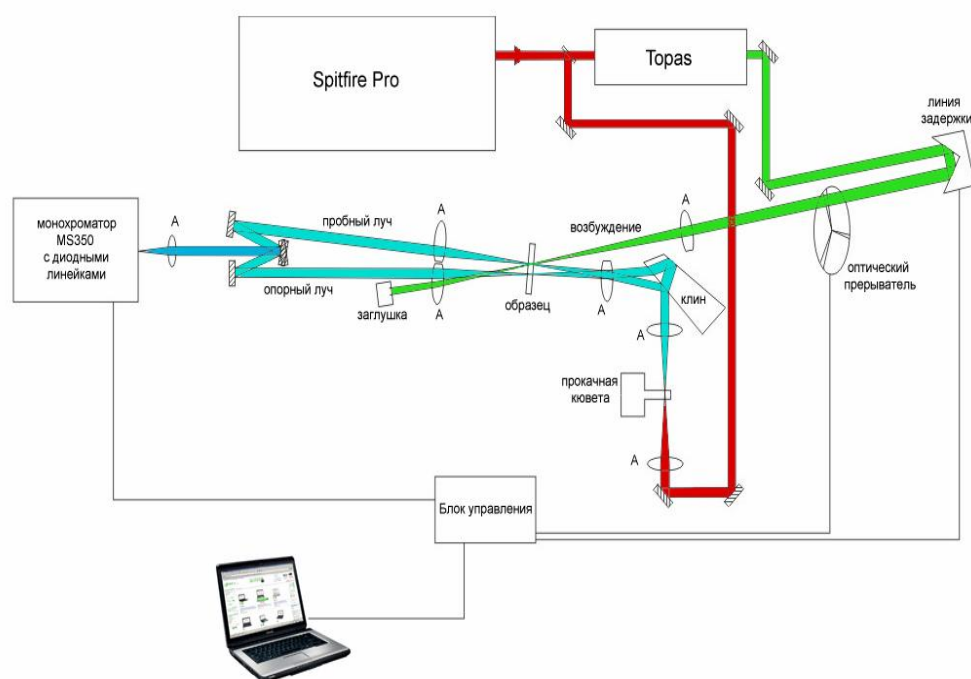 Spitfire Pro
Topas
линия
задержки
монохроматор
MS350
с диодными
линейками
A
пробный луч
A
возбуждение
A
опорный луч
A
заглушка
образец
A
клин
оптический
прерыватель
A
прокачная
кювета
A
Блок управления